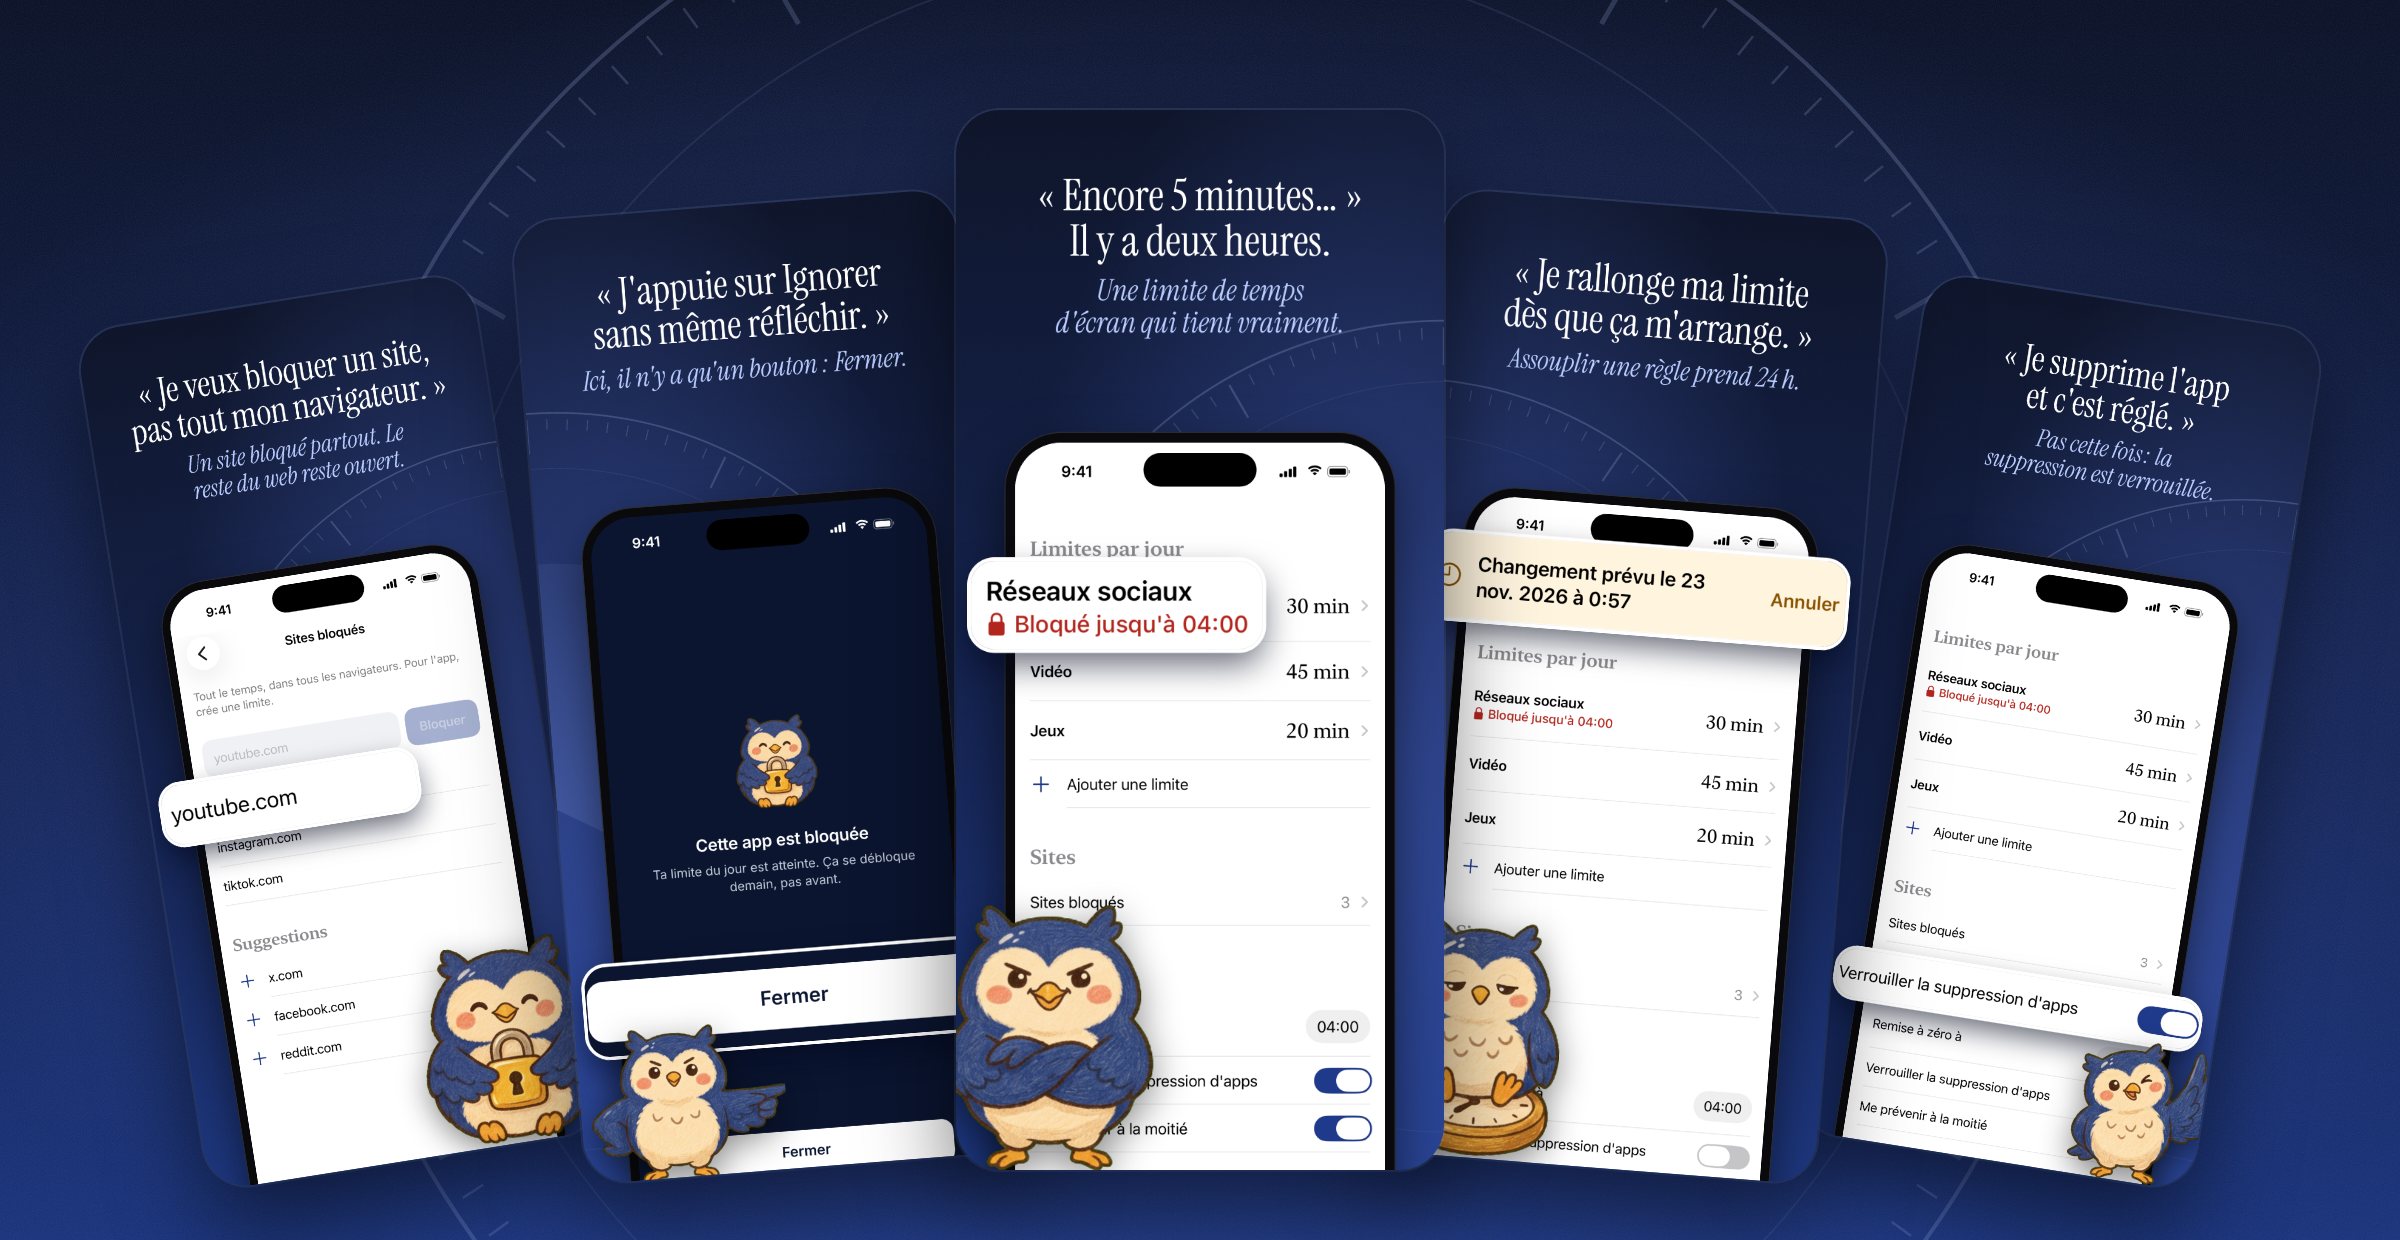 « Je veux bloquer un site,
pas tout mon navigateur. »
Un site bloqué partout. Le
reste du web reste ouvert.
9:41
Sites bloqués
Tout le temps, dans tous les navigateurs. Pour l'app,
crée une limite.
youtube.com
Bloquer
youtube.com
instagram.com
tiktok.com
Suggestions
x.com
facebook.com
reddit.com
« J'appuie sur Ignorer
sans même réfléchir. »
Ici, il n'y a qu'un bouton : Fermer.
9:41
Cette app est bloquée
Ta limite du jour est atteinte. Ça se débloque
demain, pas avant.
Fermer
Fermer
« Encore 5 minutes... »
Il y a deux heures.
Une limite de temps
d'écran qui tient vraiment.
9:41
Limites par jour
Réseaux sociaux
Bloqué jusqu'à 04:00
30 min
Vidéo
45 min
Jeux
20 min
Ajouter une limite
Sites
Sites bloqués
3
04:00
pression d'apps
à la moitié
« Je rallonge ma limite
dès que ça m'arrange. »
Assouplir une règle prend 24 h.
9:41
Changement prévu le 23
nov. 2026 à 0:57
Annuler
Limites par jour
Réseaux sociaux
Bloqué jusqu'à 04:00
30 min
Vidéo
45 min
Jeux
20 min
Ajouter une limite
3
04:00
ppression d'apps
« Je supprime l'app
et c'est réglé. »
Pas cette fois : la
suppression est verrouillée.
9:41
Limites par jour
Réseaux sociaux
Bloqué jusqu'à 04:00
30 min
Vidéo
45 min
Jeux
20 min
Ajouter une limite
Sites
Sites bloqués
3
Verrouiller la suppression d'apps
Remise à zéro à
Verrouiller la suppression d'apps
Me prévenir à la moitié